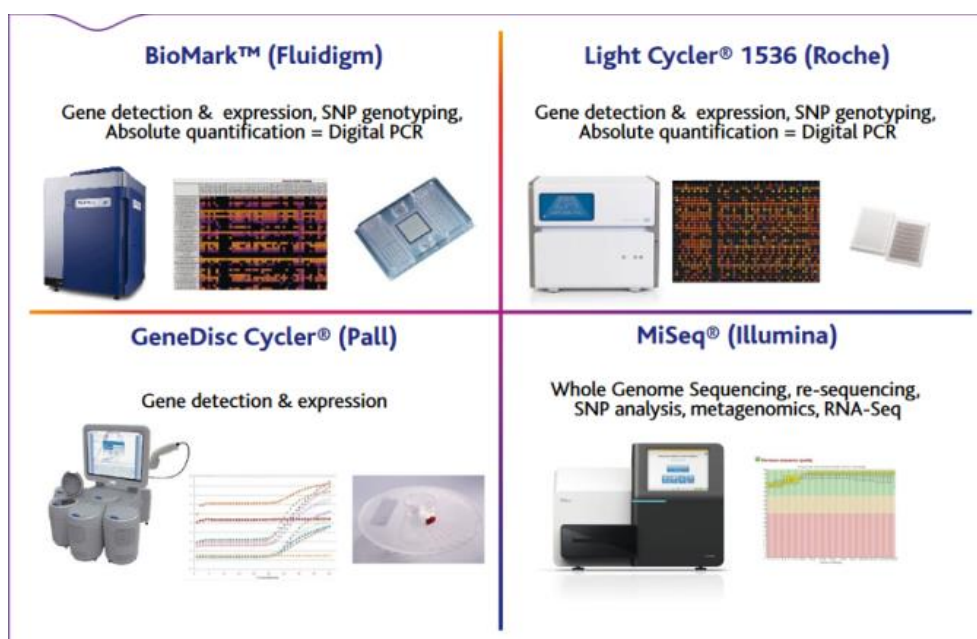 BioMark™ (Fluidigm)
Gene detection & expression, SNP genotyping,
Absolute quantification = Digital PCR
Light Cycler® 1536 (Roche)
Gene detection & expression, SNP genotyping,
Absolute quantification = Digital PCR
GeneDisc Cycler® (Pall)
Gene detection & expression
MiSeq® (Illumina)
Whole Genome Sequencing, re-sequencing,
SNP analysis, metagenomics, RNA-Seq